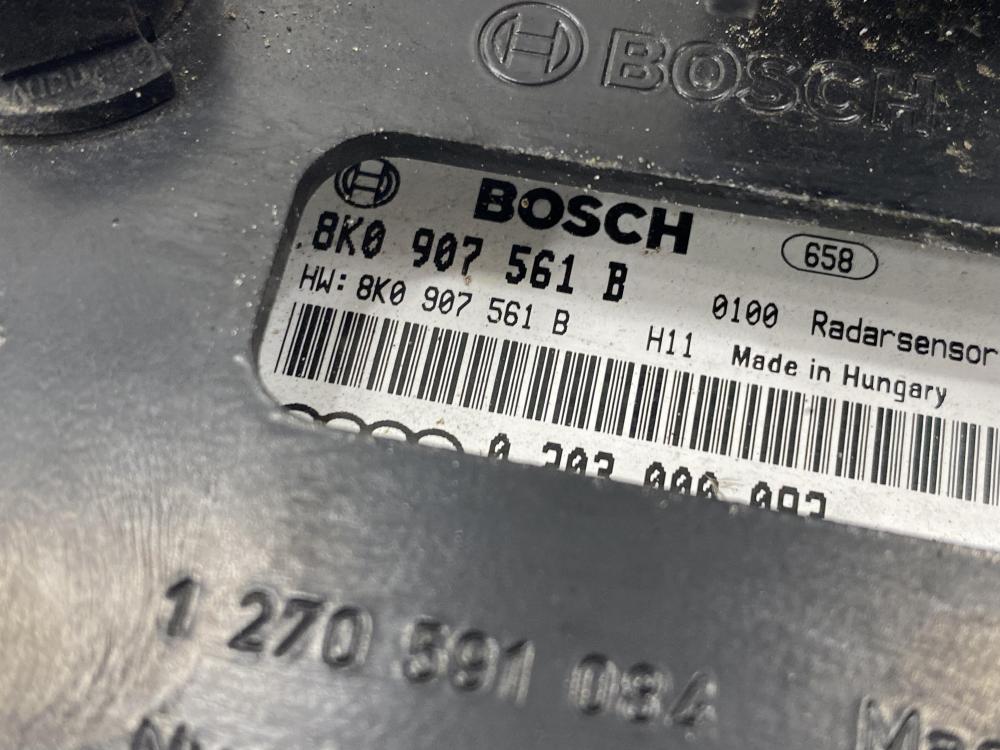 BOSCH
BOSCH
8K0 907 561 B
658
HW: 8K0 907 561 B
0100 Radarsensor
H11 Made in Hungary
1 270 591 084